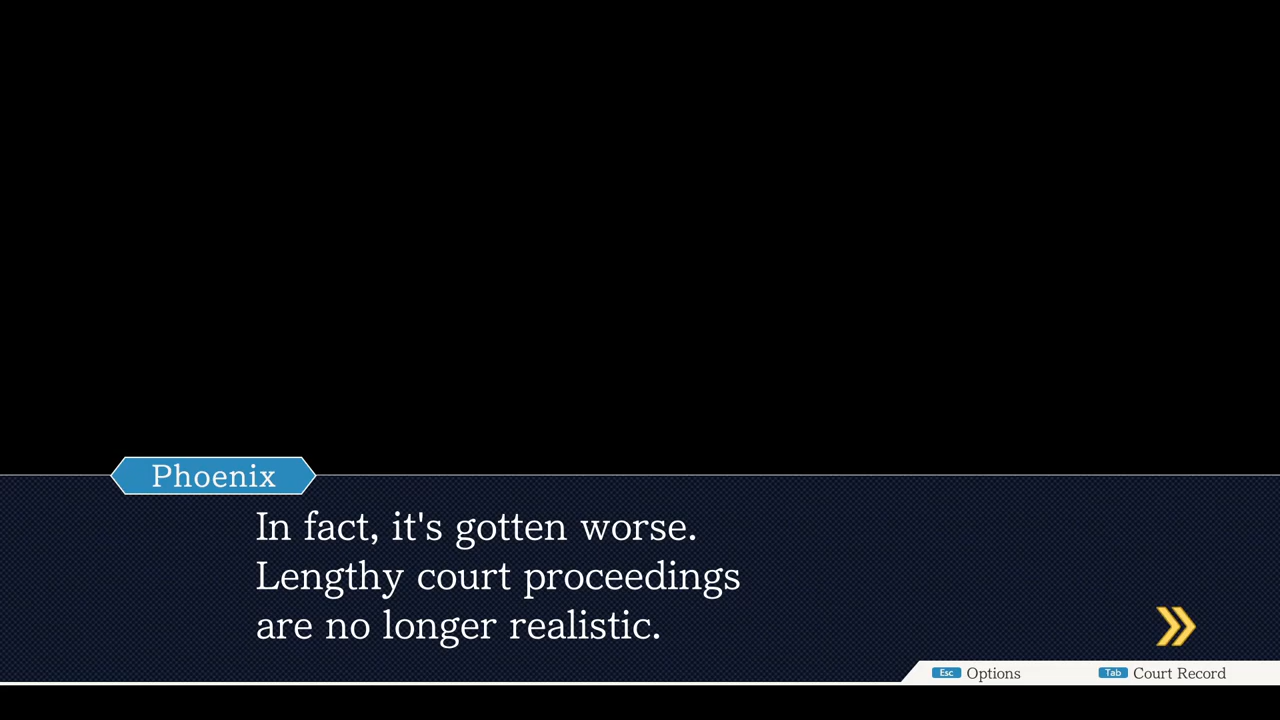 Phoenix
In fact, it's gotten worse.
Lengthy court proceedings
are no longer realistic.
Esc Options Tab Court Record